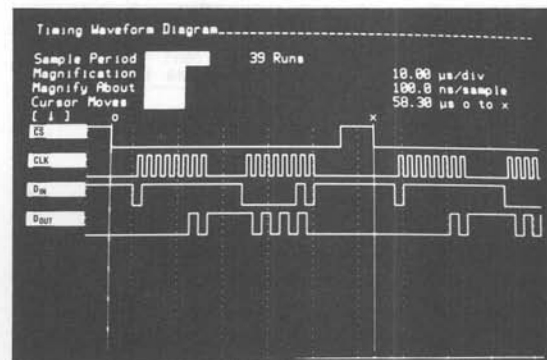 Timing Waveform Diagram
Sample Period 39 Runs
Magnification 10.00 µs/div
Magnify About 100.0 ns/sample
Cursor Moves 58.30 µs o to x
[ ↓ ] o x
CS
CLK
DIN
DOUT